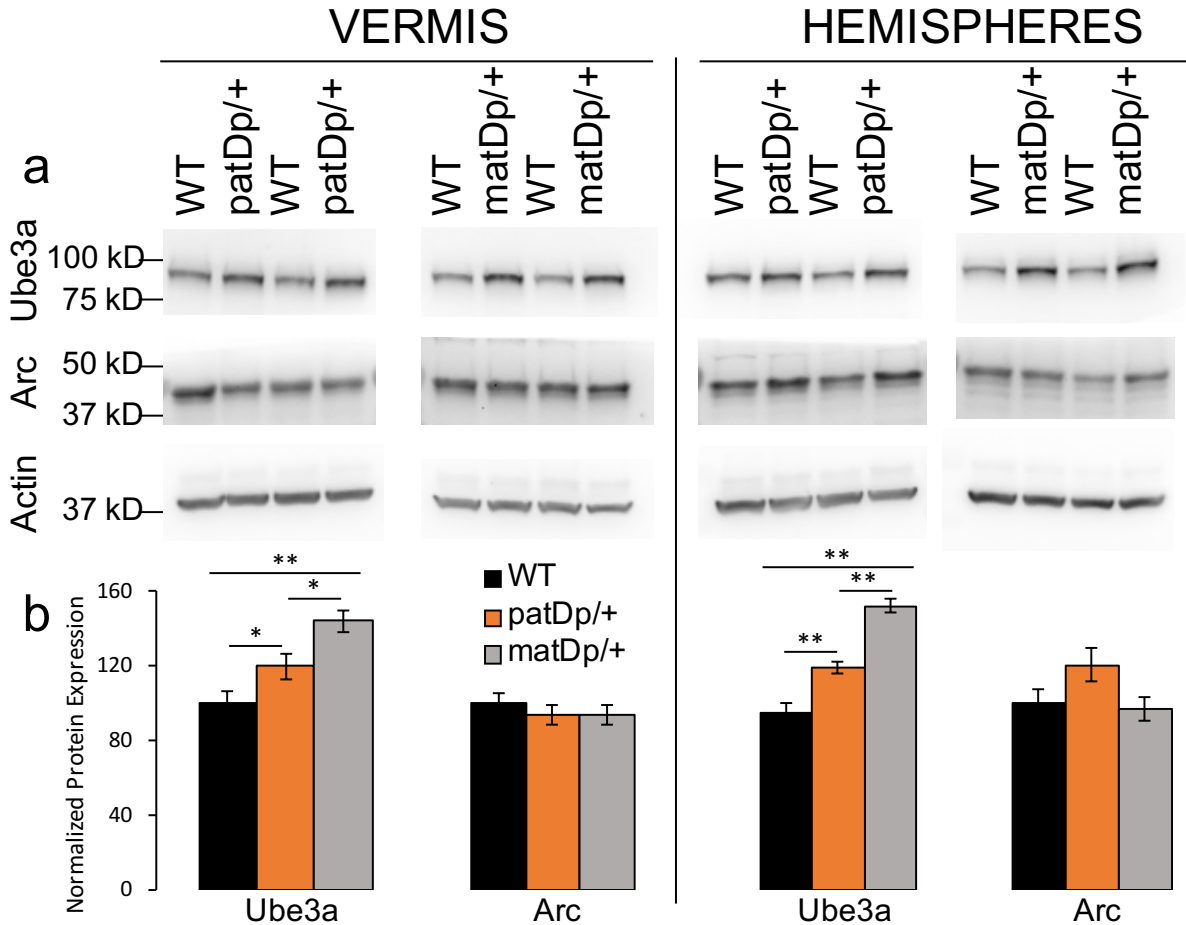 VERMIS HEMISPHERES
a
WT patDp/+ WT patDp/+ WT matDp/+ WT matDp/+ WT patDp/+ WT patDp/+ WT matDp/+ WT matDp/+
Ube3a
100 kD
75 kD
Arc
50 kD
37 kD
Actin
37 kD
b
Normalized Protein Expression
160
120
80
40
0
** * *
WT
patDp/+
matDp/+
** ** **
Ube3a Arc Ube3a Arc